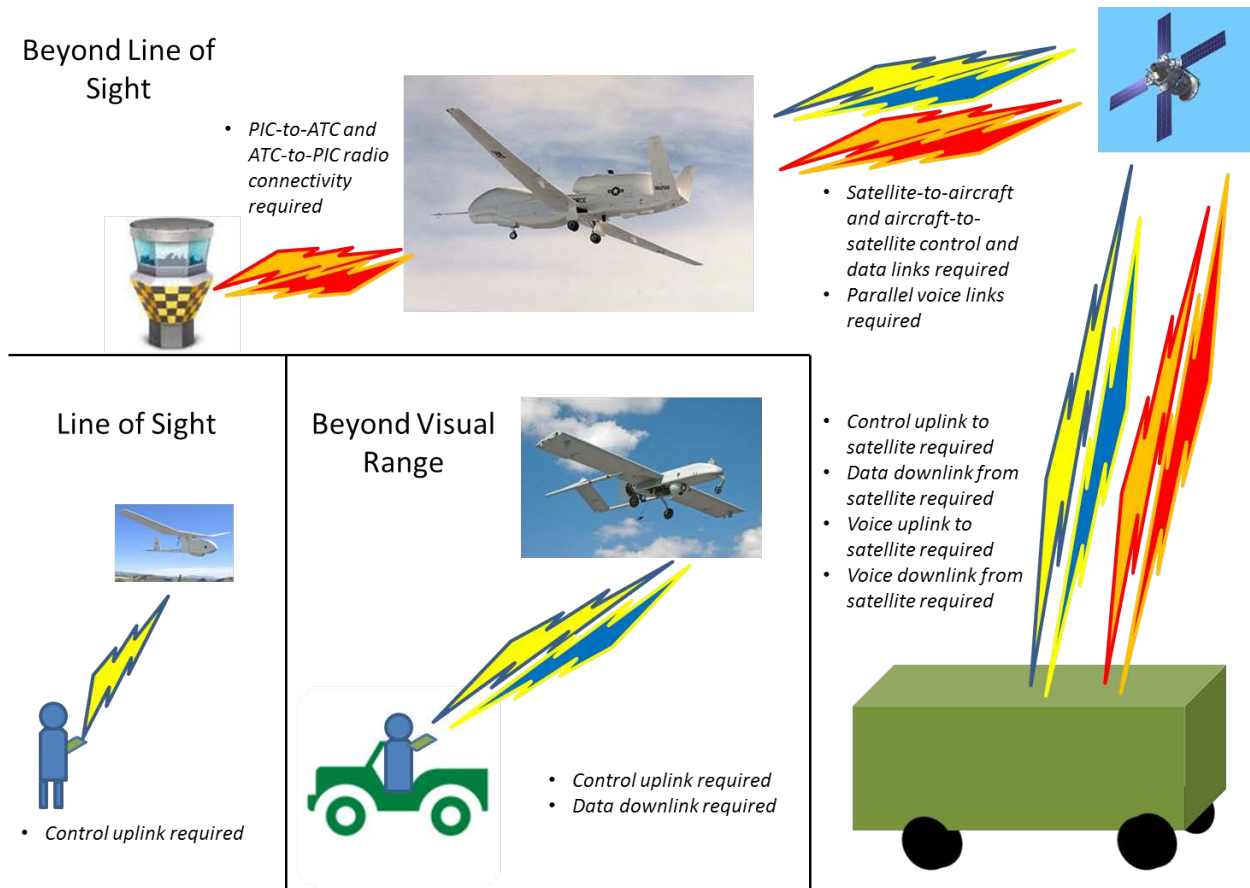 Beyond Line of
Sight
• PIC-to-ATC and
ATC-to-PIC radio
connectivity
required
• Satellite-to-aircraft
and aircraft-to-
satellite control and
data links required
• Parallel voice links
required
Line of Sight
• Control uplink required
Beyond Visual
Range
• Control uplink required
• Data downlink required
• Control uplink to
satellite required
• Data downlink from
satellite required
• Voice uplink to
satellite required
• Voice downlink from
satellite required